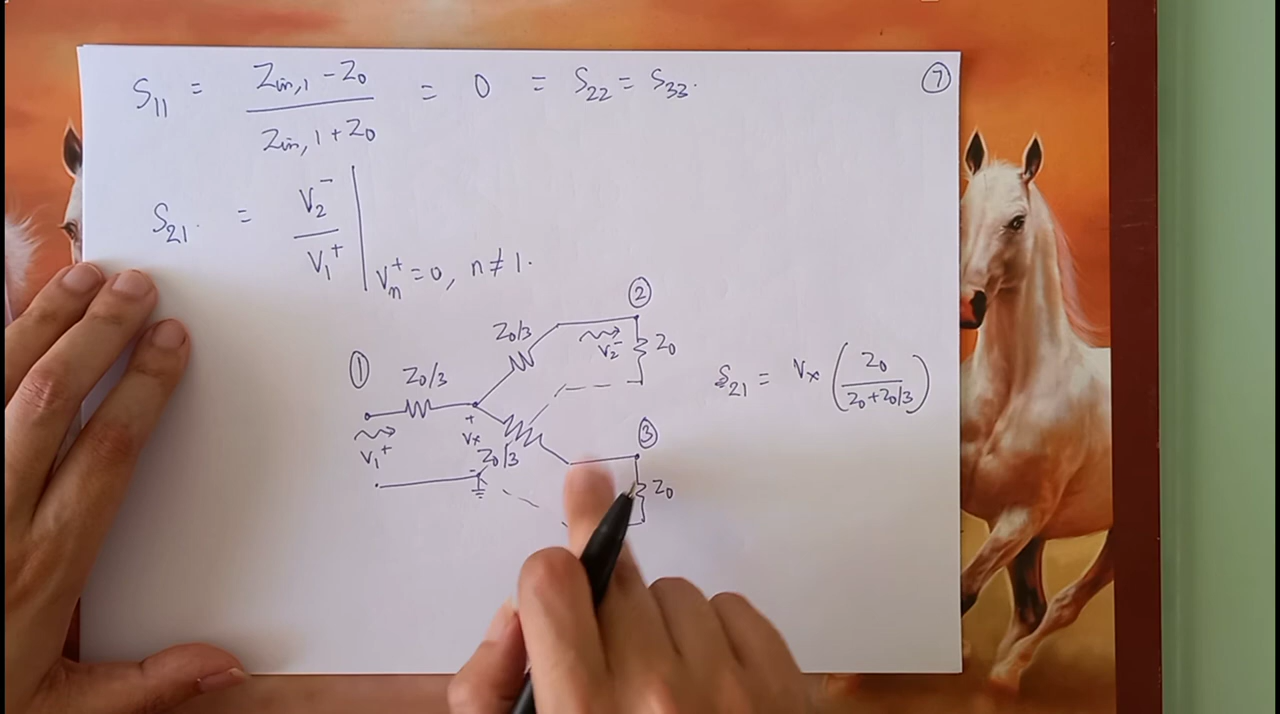 S11 = Zin,1 - Z0 / Zin,1 + Z0 = 0 = S22 = S33.
⑦
S21. = V2⁻ / V1⁺ | Vn⁺ = 0, n ≠ 1.
②
Z0/3
V2⁻
Z0
①
Z0/3
S21 = Vx ( Z0 / Z0 + Z0/3 )
+
Vx
-
③
V1⁺
Z0/3
Z0